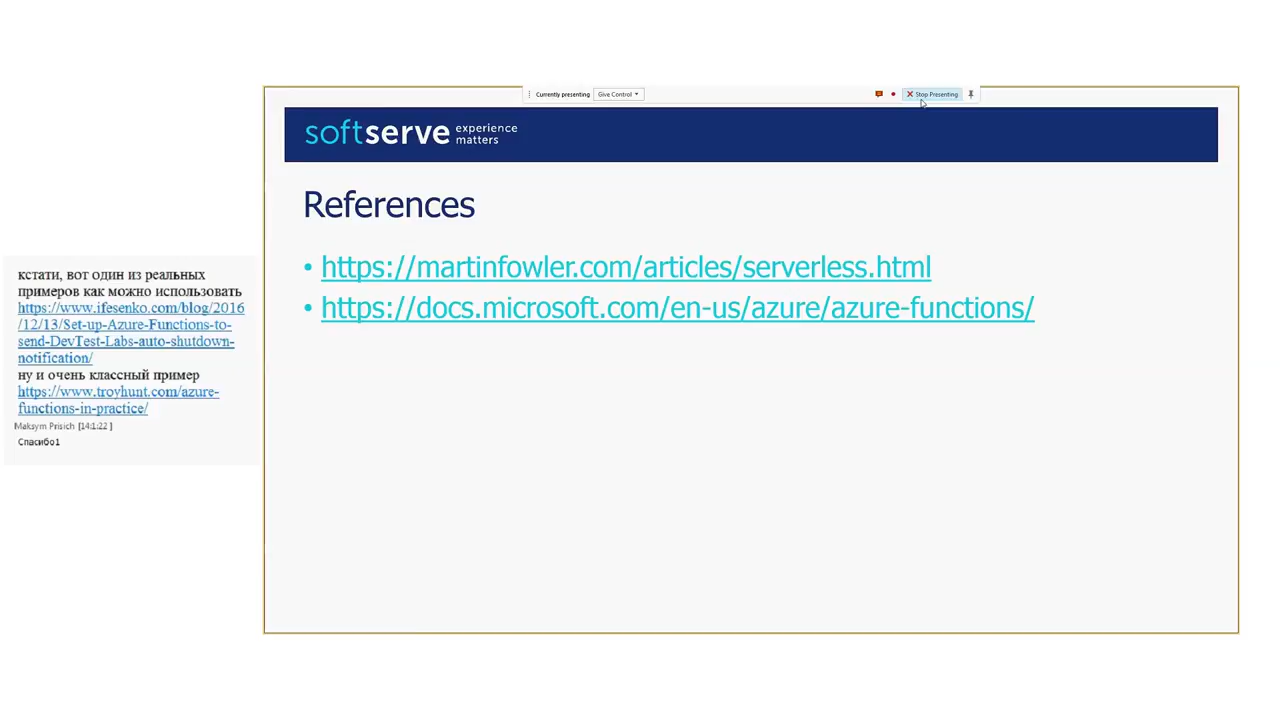 Currently presenting Give Control Stop Presenting
softserve experience
matters
References
• https://martinfowler.com/articles/serverless.html
• https://docs.microsoft.com/en-us/azure/azure-functions/
кстати, вот один из реальных
примеров как можно использовать
https://www.ifesenko.com/blog/2016
/12/13/Set-up-Azure-Functions-to-
send-DevTest-Labs-auto-shutdown-
notification/
ну и очень классный пример
https://www.troyhunt.com/azure-
functions-in-practice/
Maksym Prisich [14:1:22 ]
Спасибо1